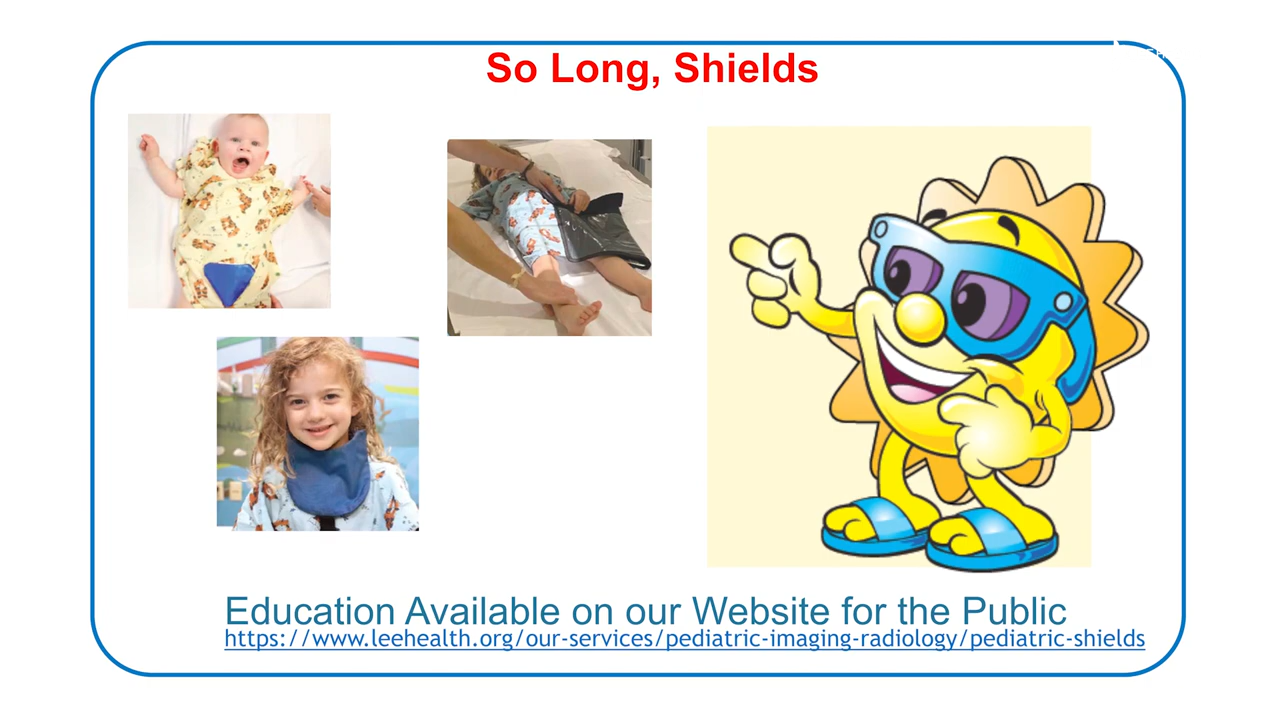 So Long, Shields
Education Available on our Website for the Public
https://www.leehealth.org/our-services/pediatric-imaging-radiology/pediatric-shields